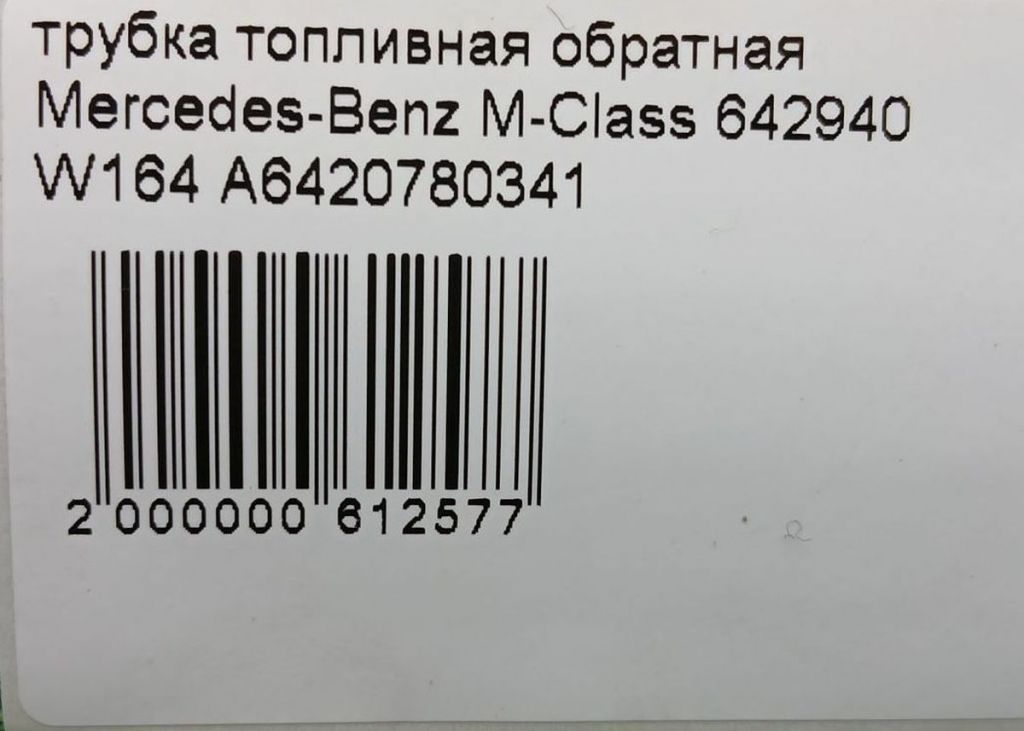 трубка топливная обратная
Mercedes-Benz M-Class 642940
W164 A6420780341
2 000000 612577